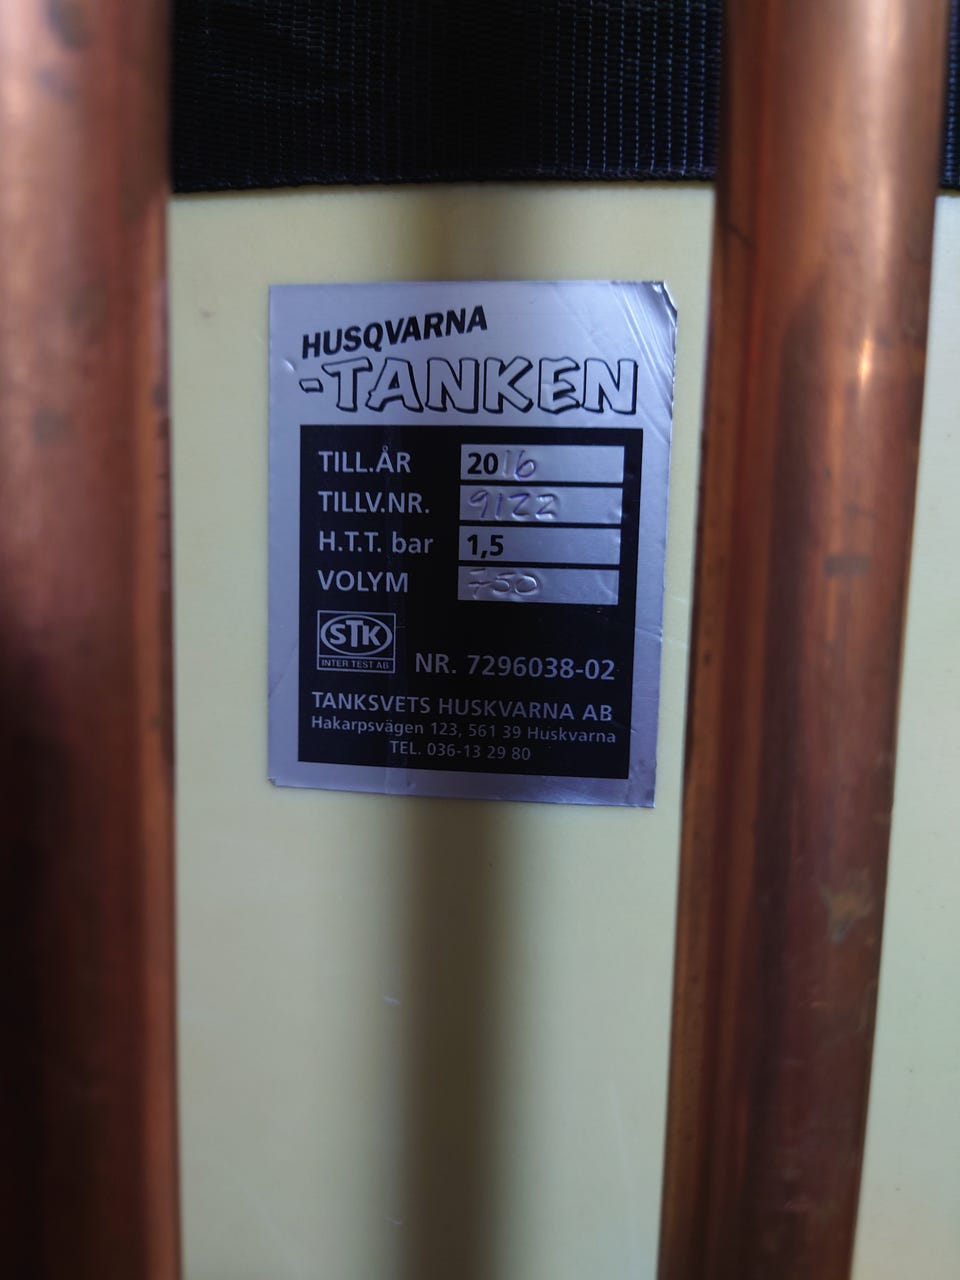 HUSQVARNA
-TANKEN
TILL.ÅR 2016
TILLV.NR. 9122
H.T.T. bar 1,5
VOLYM 750
STK
INTER TEST AB
NR. 7296038-02
TANKSVETS HUSKVARNA AB
Hakarpsvägen 123, 561 39 Huskvarna
TEL. 036-13 29 80